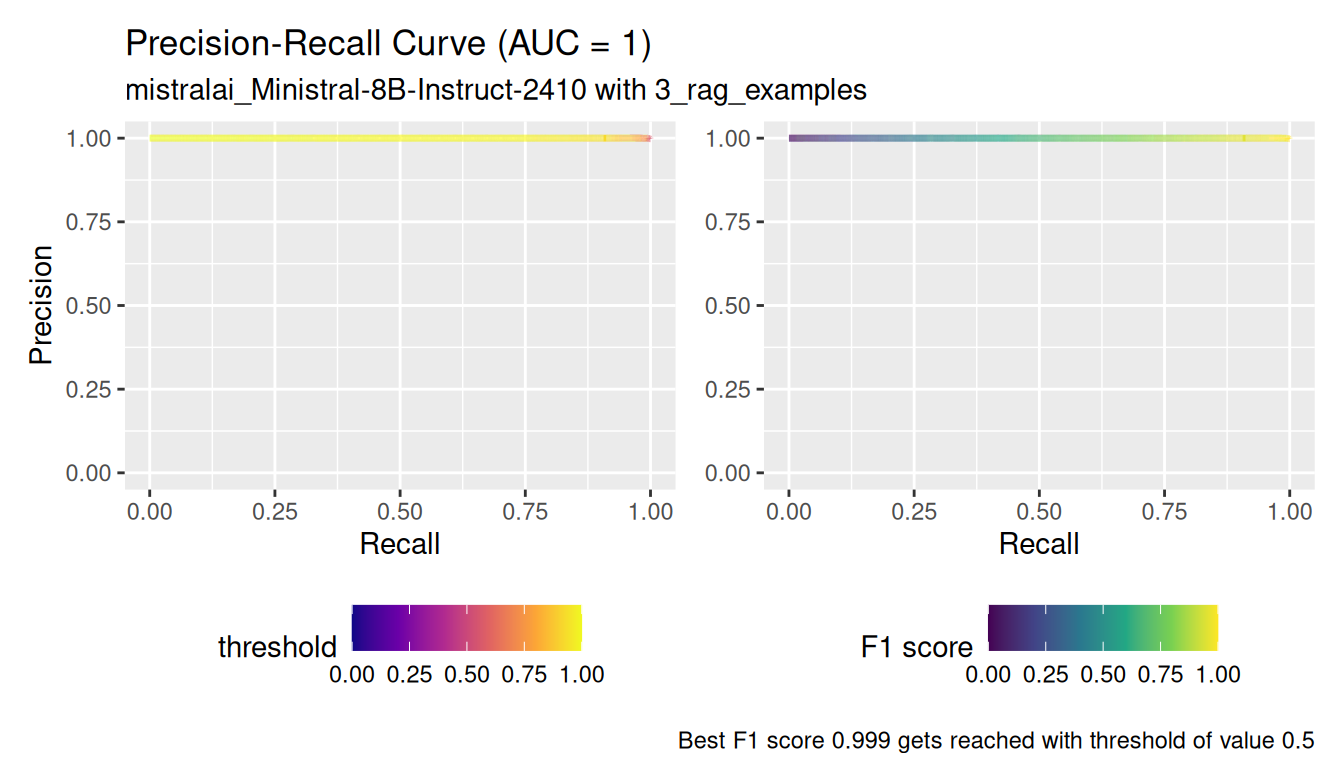 Precision-Recall Curve (AUC = 1)
mistralai_Ministral-8B-Instruct-2410 with 3_rag_examples
Precision
1.00
0.75
0.50
0.25
0.00
0.00 0.25 0.50 0.75 1.00
Recall
1.00
0.75
0.50
0.25
0.00
0.00 0.25 0.50 0.75 1.00
Recall
threshold
0.00 0.25 0.50 0.75 1.00
F1 score
0.00 0.25 0.50 0.75 1.00
Best F1 score 0.999 gets reached with threshold of value 0.5